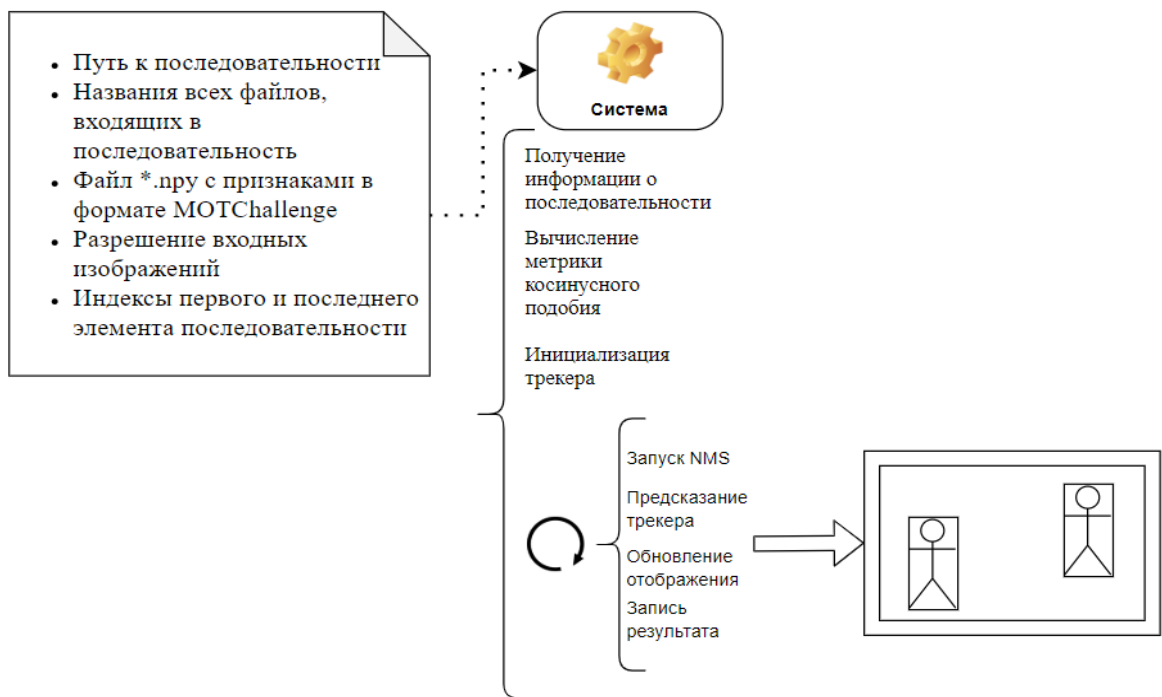 Путь к последовательности
Названия всех файлов,
входящих в
последовательность
Файл *.npy с признаками в
формате MOTChallenge
Разрешение входных
изображений
Индексы первого и последнего
элемента последовательности
Система
Получение
информации о
последовательности
Вычисление
метрики
косинусного
подобия
Инициализация
трекера
Запуск NMS
Предсказание
трекера
Обновление
отображения
Запись
результата